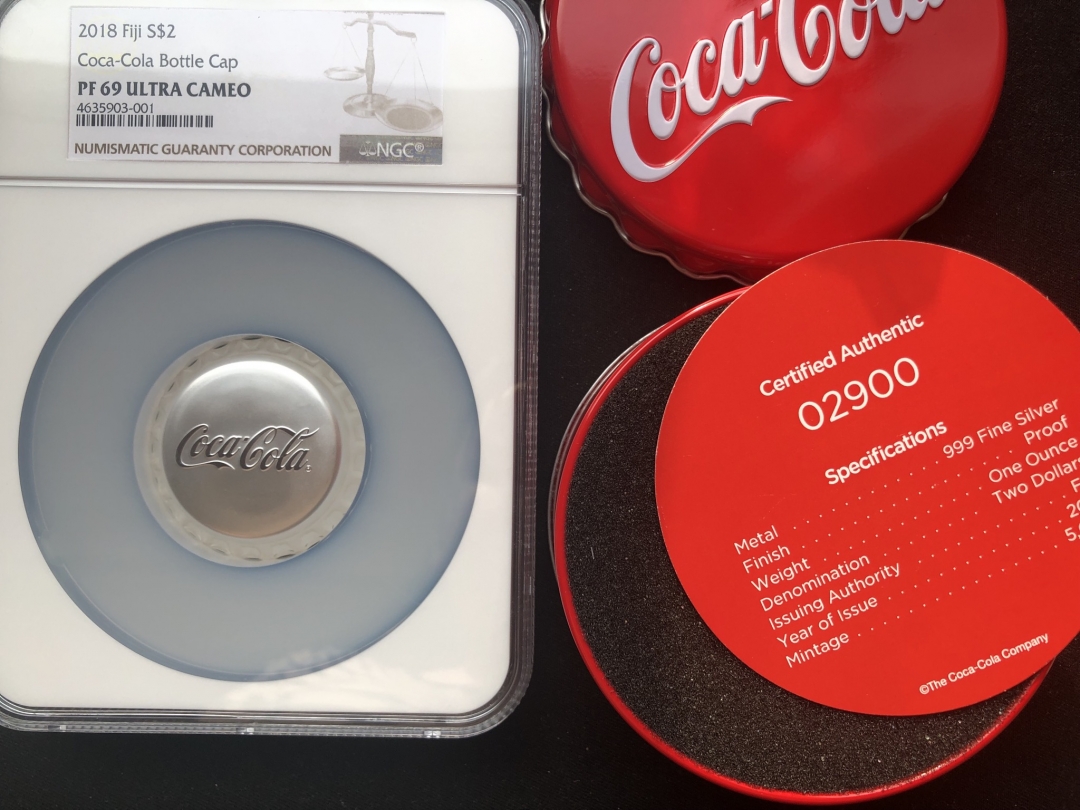 2018 Fiji S$2
Coca-Cola Bottle Cap
PF 69 ULTRA CAMEO
4635903-001
NUMISMATIC GUARANTY CORPORATION
NGC®
Coca-Cola
Coca-Cola
Certified Authentic
02900
Specifications
Metal . . . . . . . . . . . . . . . 999 Fine Silver
Finish . . . . . . . . . . . . . . . . . . . . . Proof
Weight . . . . . . . . . . . . . . . . . One Ounce
Denomination . . . . . . . . . . . Two Dollars
Issuing Authority . . . . . . . . . . . . . . .
Year of Issue . . . . . . . . . . . . . . . . .
Mintage . . . . . . . . . . . . . . . . . . . .
©The Coca-Cola Company